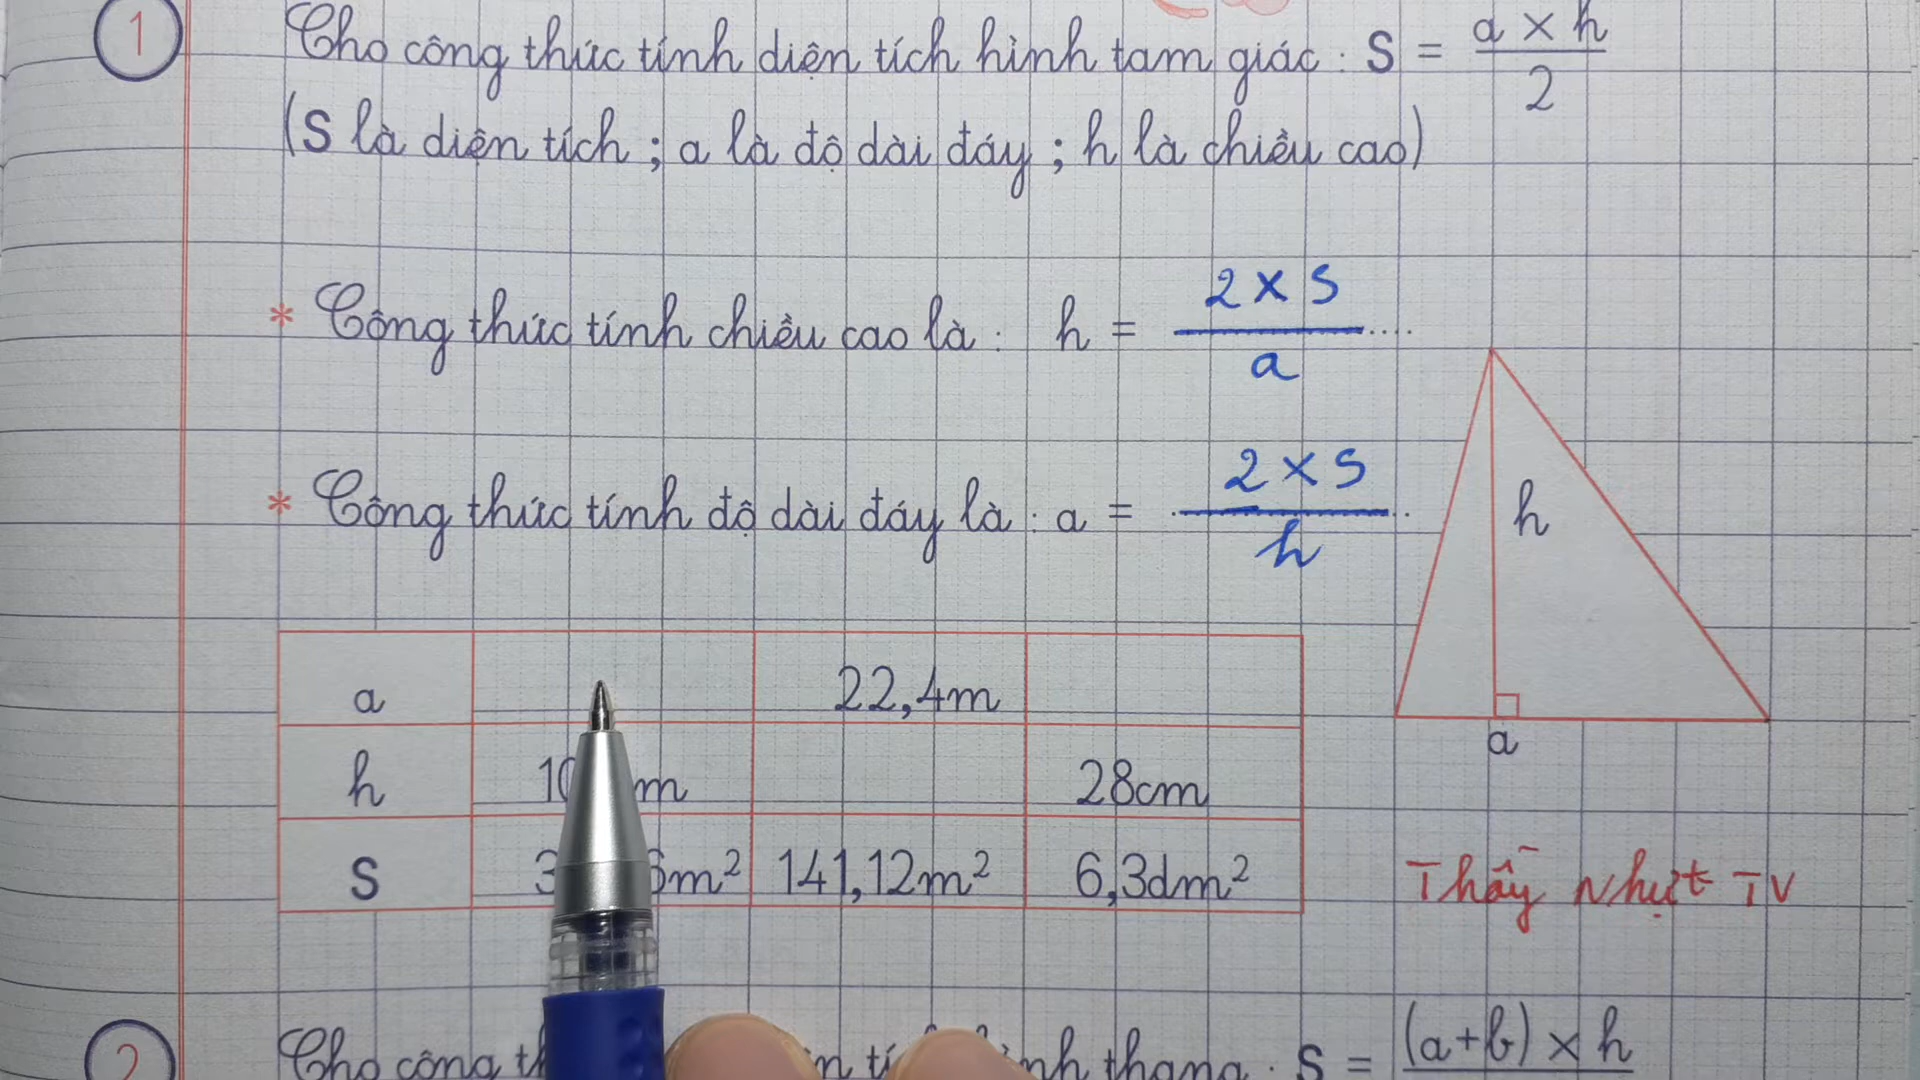 1 Cho công thức tính diện tích hình tam giác: S = a × h / 2
(S là diện tích; a là độ dài đáy; h là chiều cao)
* Công thức tính chiều cao là: h = 2 × S / a ....
* Công thức tính độ dài đáy là: a = . 2 × S / h .
h
a
a 22,4m
h 28cm
S 141,12m² 6,3dm²
Thầy Nhựt TV
2 Cho công hình thang: S = (a+b) × h